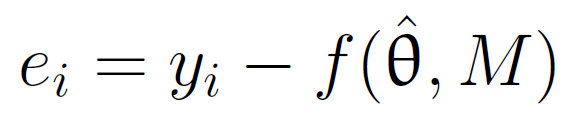 e_i = y_i − f(θ̂, M)